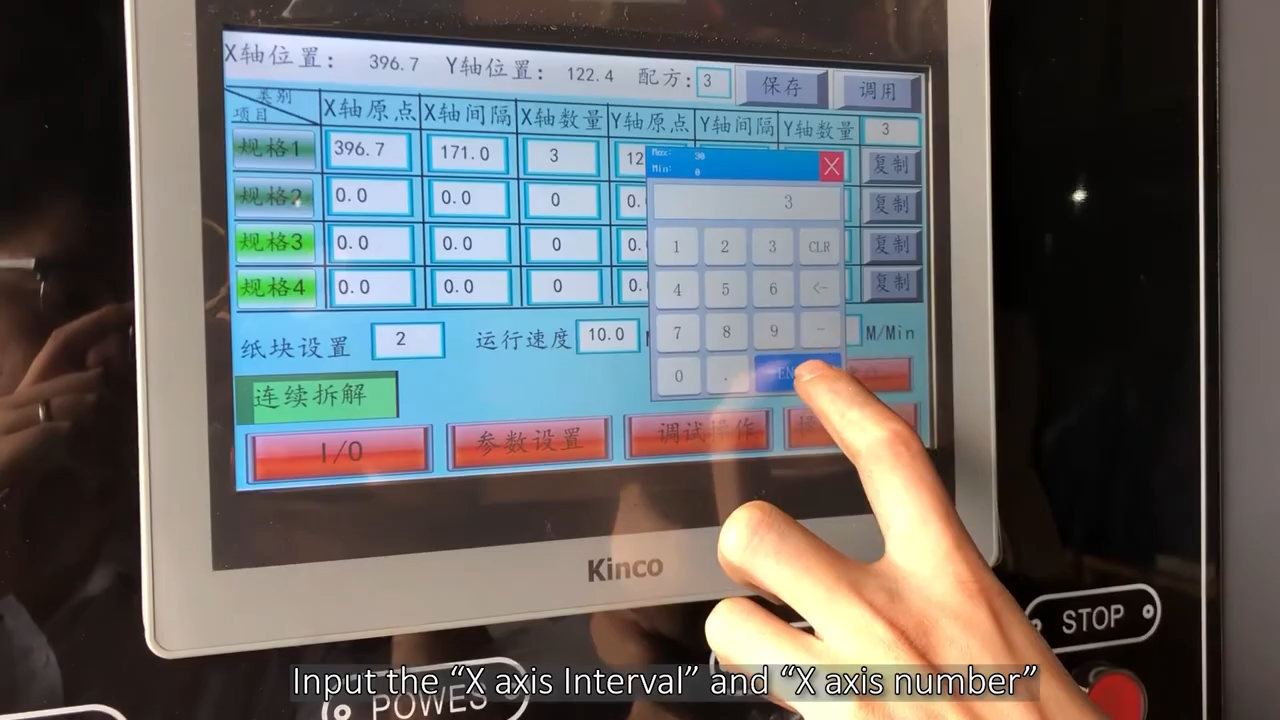 X轴位置: 396.7 Y轴位置: 122.4 配方: 3 保存 调用
类别 项目 X轴原点 X轴间隔 X轴数量 Y轴原点 Y轴间隔 Y轴数量 3
规格1 396.7 171.0 3 12 复制
规格2 0.0 0.0 0 0. 复制
规格3 0.0 0.0 0 0. 复制
规格4 0.0 0.0 0 0. 复制
Max: 30
Min: 0
X
3
1 2 3 CLR
4 5 6 <-
7 8 9 -
0 .
纸块设置 2 运行速度 10.0 M/Min
连续拆解
I/O 参数设置 调试操作
Kinco
STOP
POWES
Input the “X axis Interval” and “X axis number”